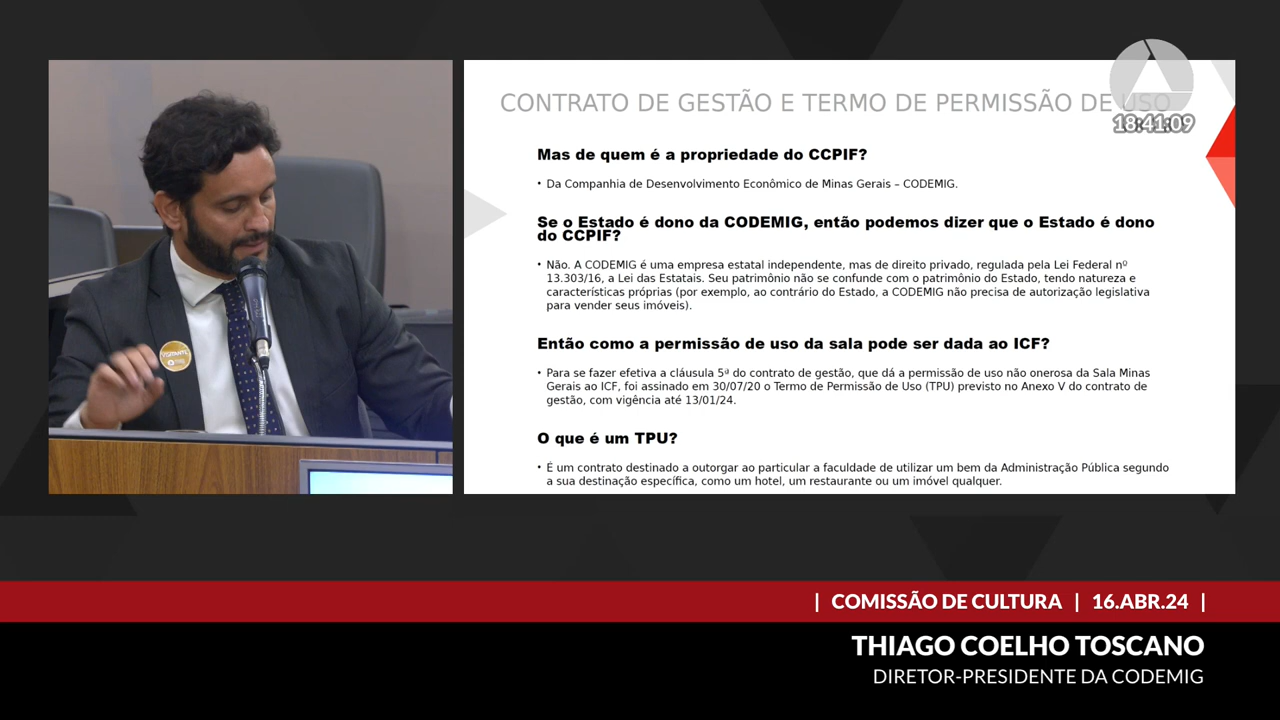 CONTRATO DE GESTÃO E TERMO DE PERMISSÃO DE USO
18:41:09
Mas de quem é a propriedade do CCPIF?
• Da Companhia de Desenvolvimento Econômico de Minas Gerais – CODEMIG.
Se o Estado é dono da CODEMIG, então podemos dizer que o Estado é dono
do CCPIF?
• Não. A CODEMIG é uma empresa estatal independente, mas de direito privado, regulada pela Lei Federal nº
13.303/16, a Lei das Estatais. Seu patrimônio não se confunde com o patrimônio do Estado, tendo natureza e
características próprias (por exemplo, ao contrário do Estado, a CODEMIG não precisa de autorização legislativa
para vender seus imóveis).
Então como a permissão de uso da sala pode ser dada ao ICF?
• Para se fazer efetiva a cláusula 5ª do contrato de gestão, que dá a permissão de uso não onerosa da Sala Minas
Gerais ao ICF, foi assinado em 30/07/20 o Termo de Permissão de Uso (TPU) previsto no Anexo V do contrato de
gestão, com vigência até 13/01/24.
O que é um TPU?
• É um contrato destinado a outorgar ao particular a faculdade de utilizar um bem da Administração Pública segundo
a sua destinação específica, como um hotel, um restaurante ou um imóvel qualquer.
VISITANTE
| COMISSÃO DE CULTURA | 16.ABR.24 |
THIAGO COELHO TOSCANO
DIRETOR-PRESIDENTE DA CODEMIG